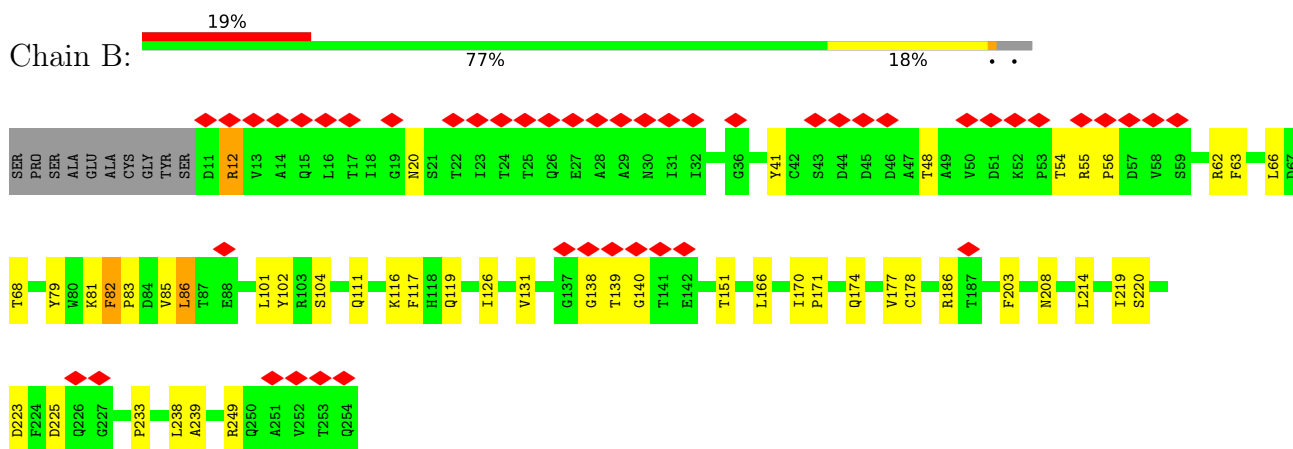 19%
Chain B:
77% 18% • •
SER PRO SER ALA GLU ALA CYS GLY TYR SER D11 R12 V13 A14 Q15 L16 T17 I18 G19 N20 S21 T22 I23 T24 T25 Q26 E27 A28 A29 N30 I31 I32 G36 Y41 C42 S43 D44 D45 D46 A47 T48 A49 V50 D51 K52 P53 T54 R55 P56 D57 V58 S59 R62 F63 L66 D67
T68 Y79 W80 K81 F82 P83 D84 V85 L86 T87 E88 L101 Y102 R103 S104 Q111 K116 F117 H118 Q119 I126 V131 G137 G138 T139 G140 T141 E142 T151 L166 I170 P171 Q174 V177 C178 R186 T187 F203 N208 L214 I219 S220
D223 F224 D225 Q226 G227 P233 L238 A239 R249 Q250 A251 V252 T253 Q254